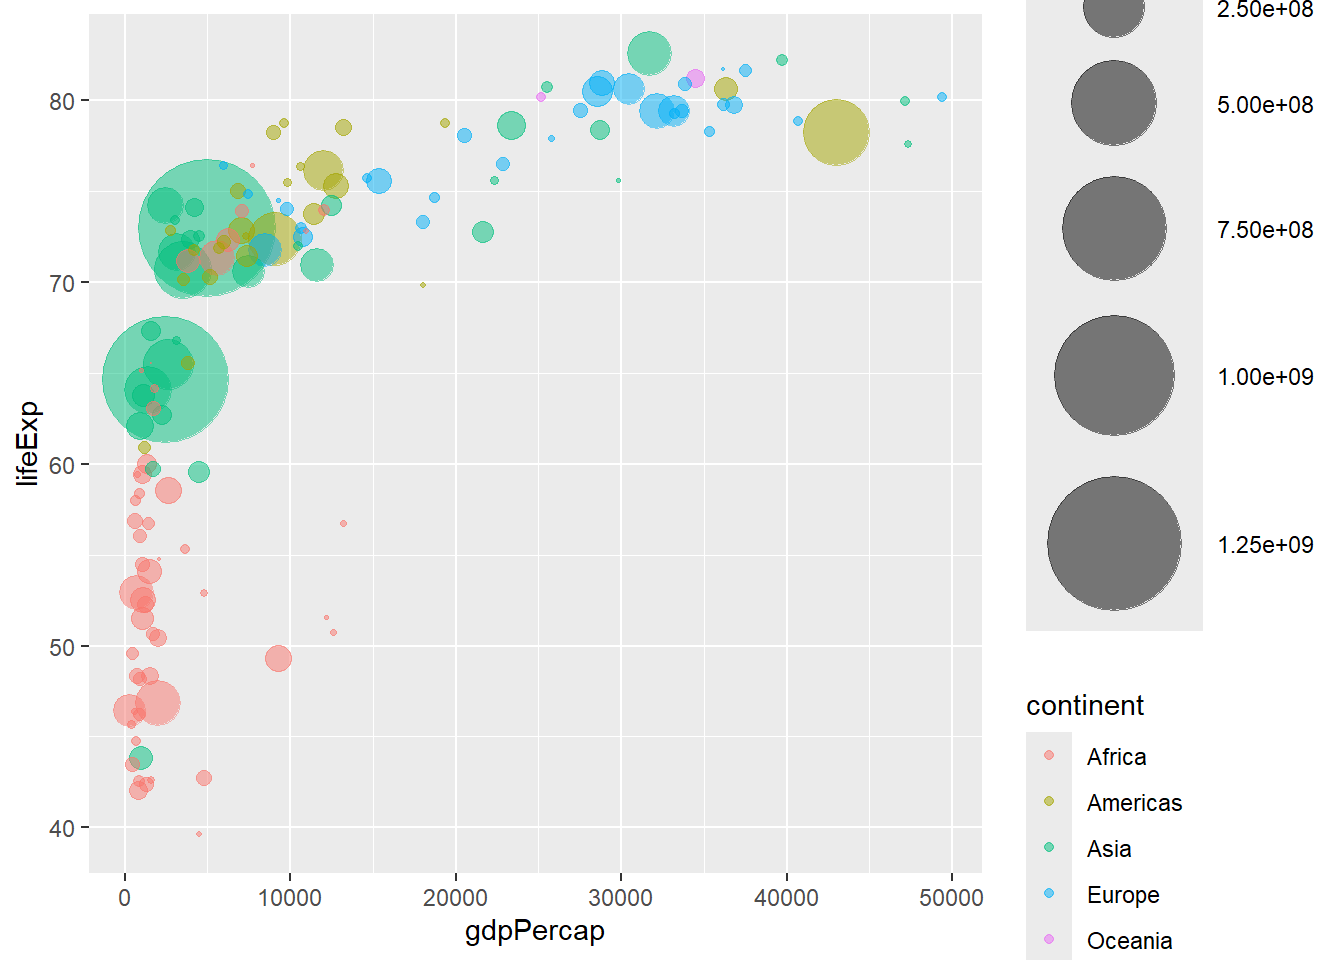 80
70
60
50
40
lifeExp
0
10000
20000
30000
40000
50000
gdpPercap
2.50e+08
5.00e+08
7.50e+08
1.00e+09
1.25e+09
continent
Africa
Americas
Asia
Europe
Oceania